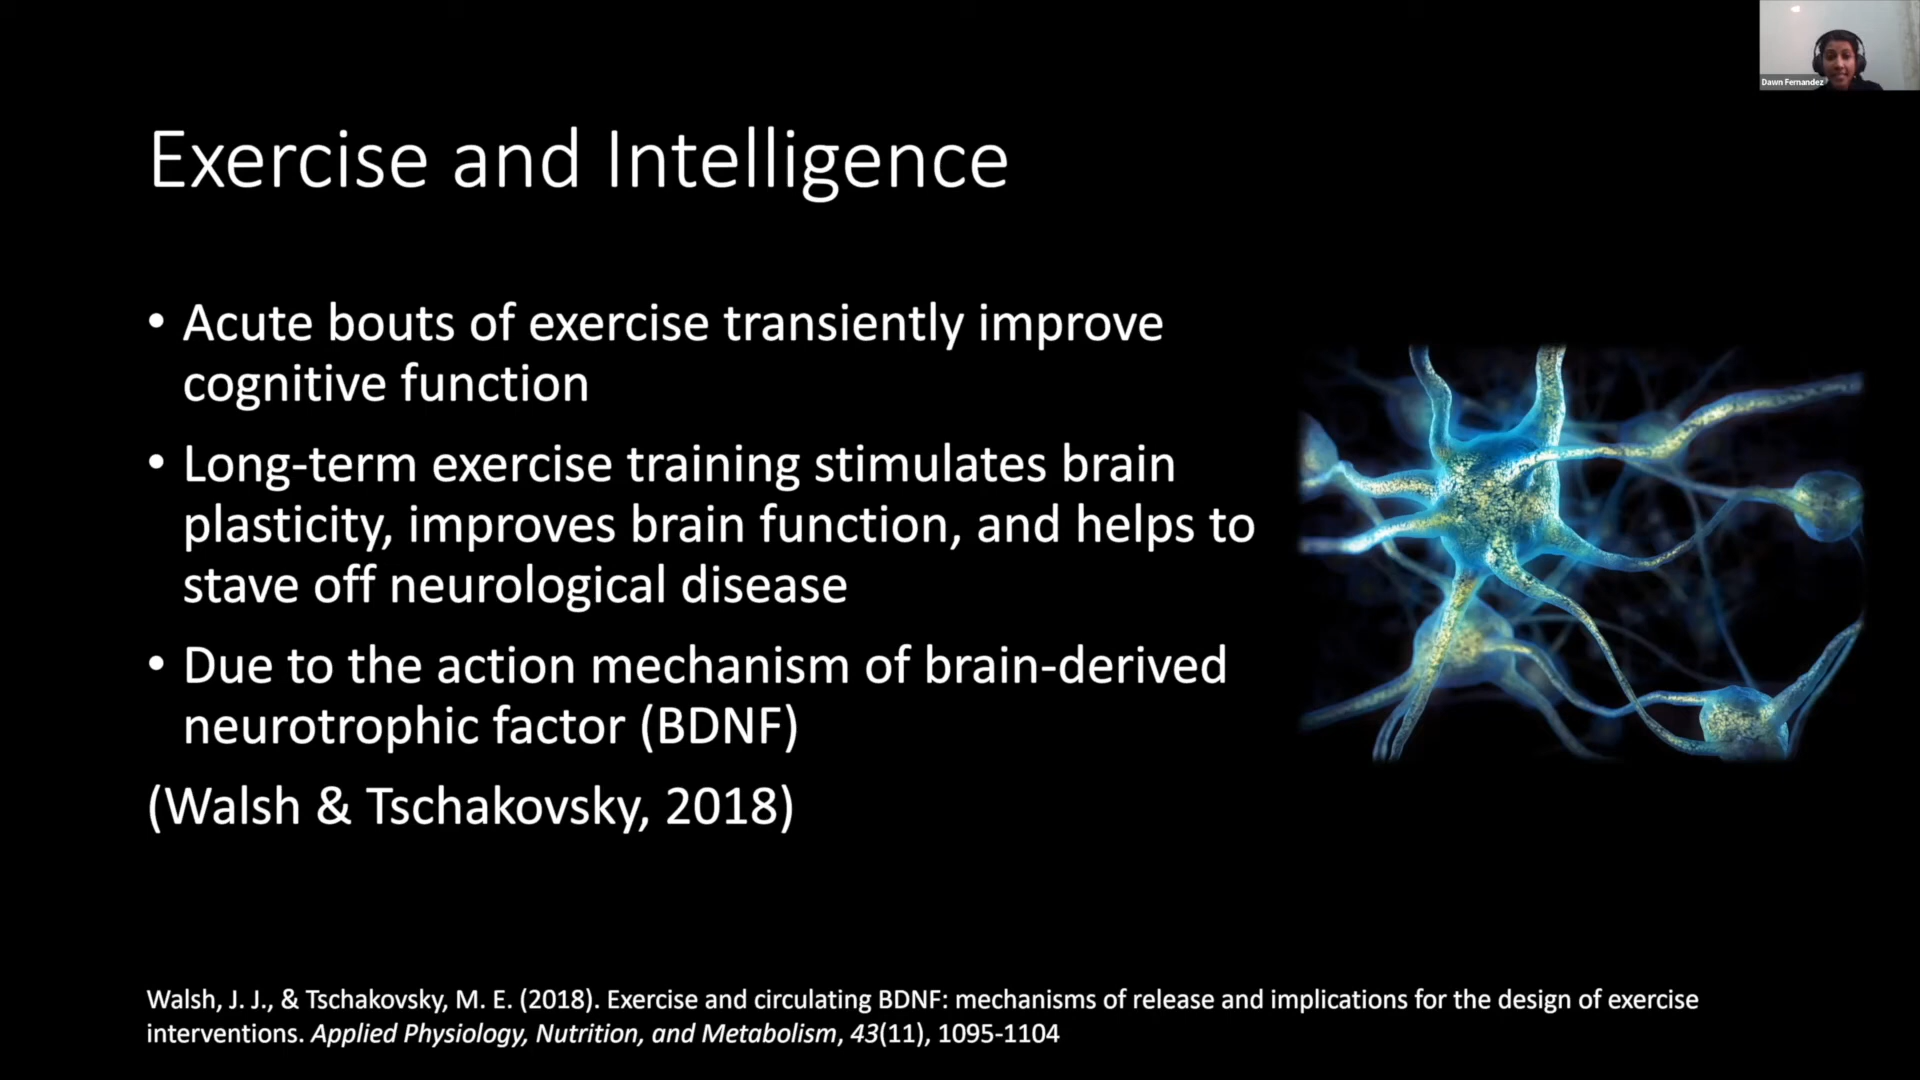 Dawn Fernandez
Exercise and Intelligence
• Acute bouts of exercise transiently improve
cognitive function
• Long-term exercise training stimulates brain
plasticity, improves brain function, and helps to
stave off neurological disease
• Due to the action mechanism of brain-derived
neurotrophic factor (BDNF)
(Walsh & Tschakovsky, 2018)
Walsh, J. J., & Tschakovsky, M. E. (2018). Exercise and circulating BDNF: mechanisms of release and implications for the design of exercise
interventions. Applied Physiology, Nutrition, and Metabolism, 43(11), 1095-1104